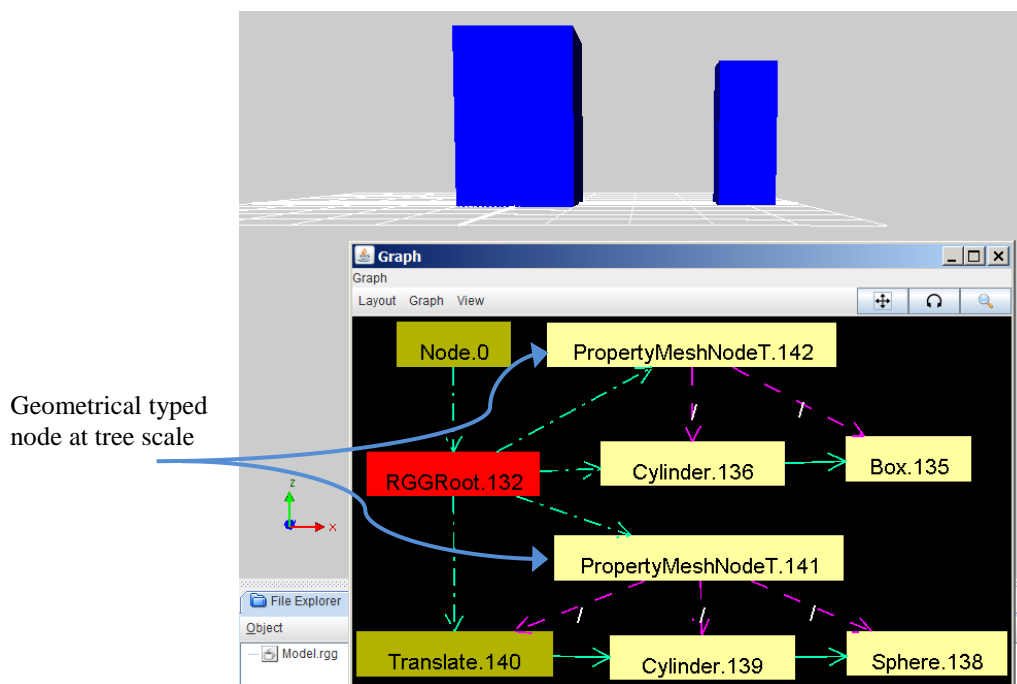 Graph
Graph
Layout Graph View
Node.0
PropertyMeshNodeT.142
Geometrical typed
node at tree scale
RGGRoot.132
Cylinder.136
Box.135
z
x
PropertyMeshNodeT.141
/
/
/
/
/
File Explorer
Object
Model.rgg
Translate.140
Cylinder.139
Sphere.138